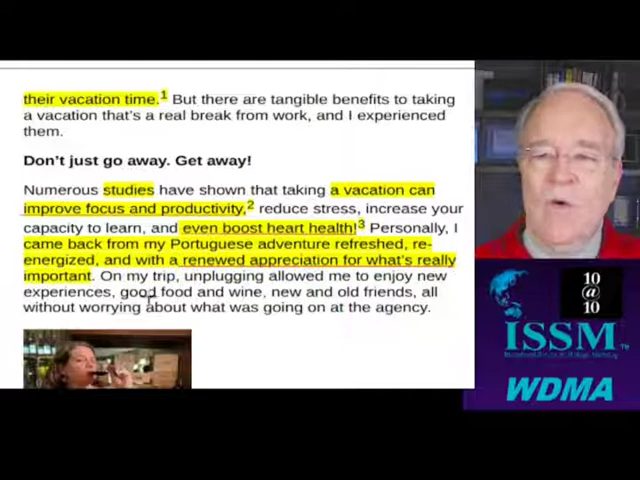 their vacation time.1 But there are tangible benefits to taking
a vacation that's a real break from work, and I experienced
them.
Don't just go away. Get away!
Numerous studies have shown that taking a vacation can
improve focus and productivity,2 reduce stress, increase your
capacity to learn, and even boost heart health!3 Personally, I
came back from my Portuguese adventure refreshed, re-
energized, and with a renewed appreciation for what's really
important. On my trip, unplugging allowed me to enjoy new
experiences, good food and wine, new and old friends, all
without worrying about what was going on at the agency.
10
@
10
ISSM TM
WDMA